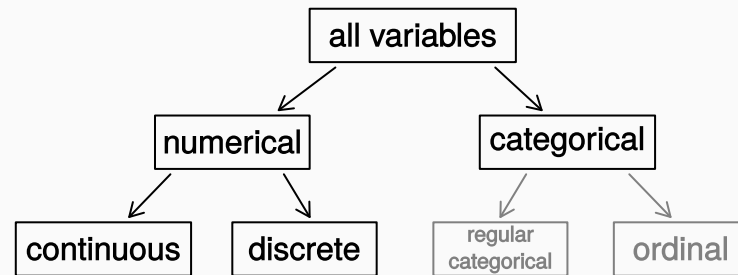 all variables
numerical
categorical
continuous
discrete
regular
categorical
ordinal